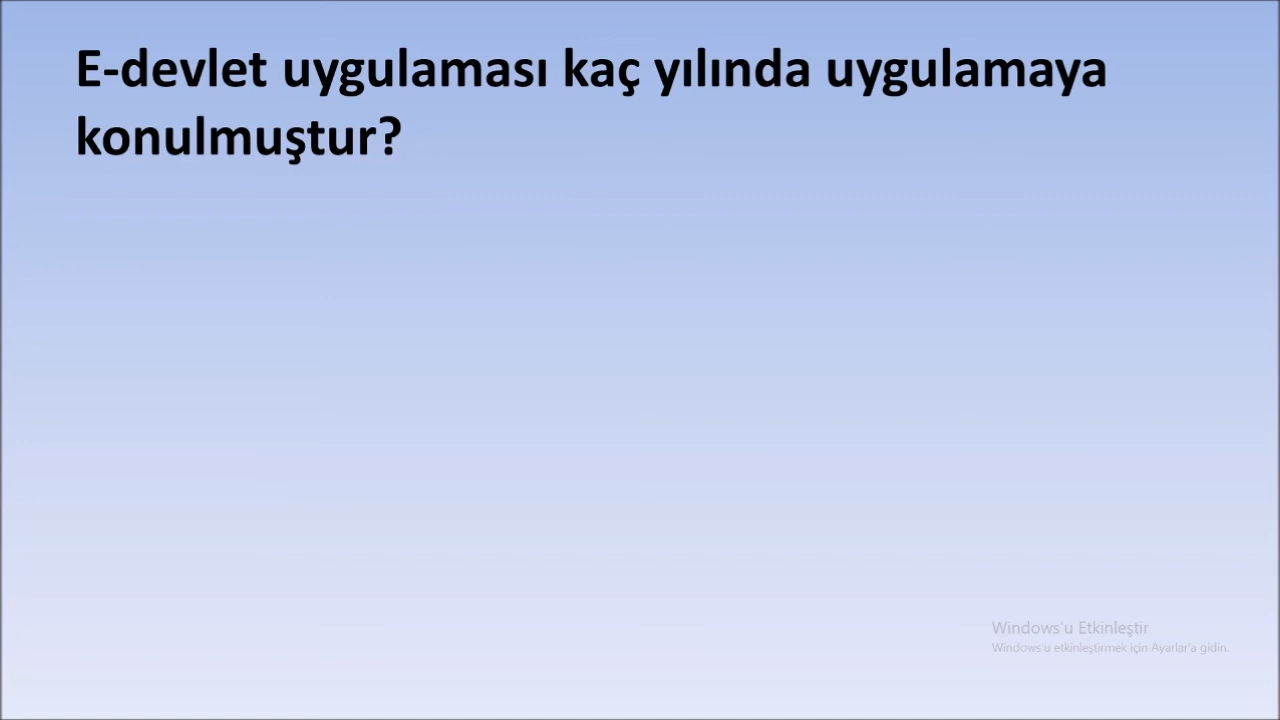 E-devlet uygulaması kaç yılında uygulamaya
konulmuştur?
Windows'u Etkinleştir
Windows'u etkinleştirmek için Ayarlar'a gidin.